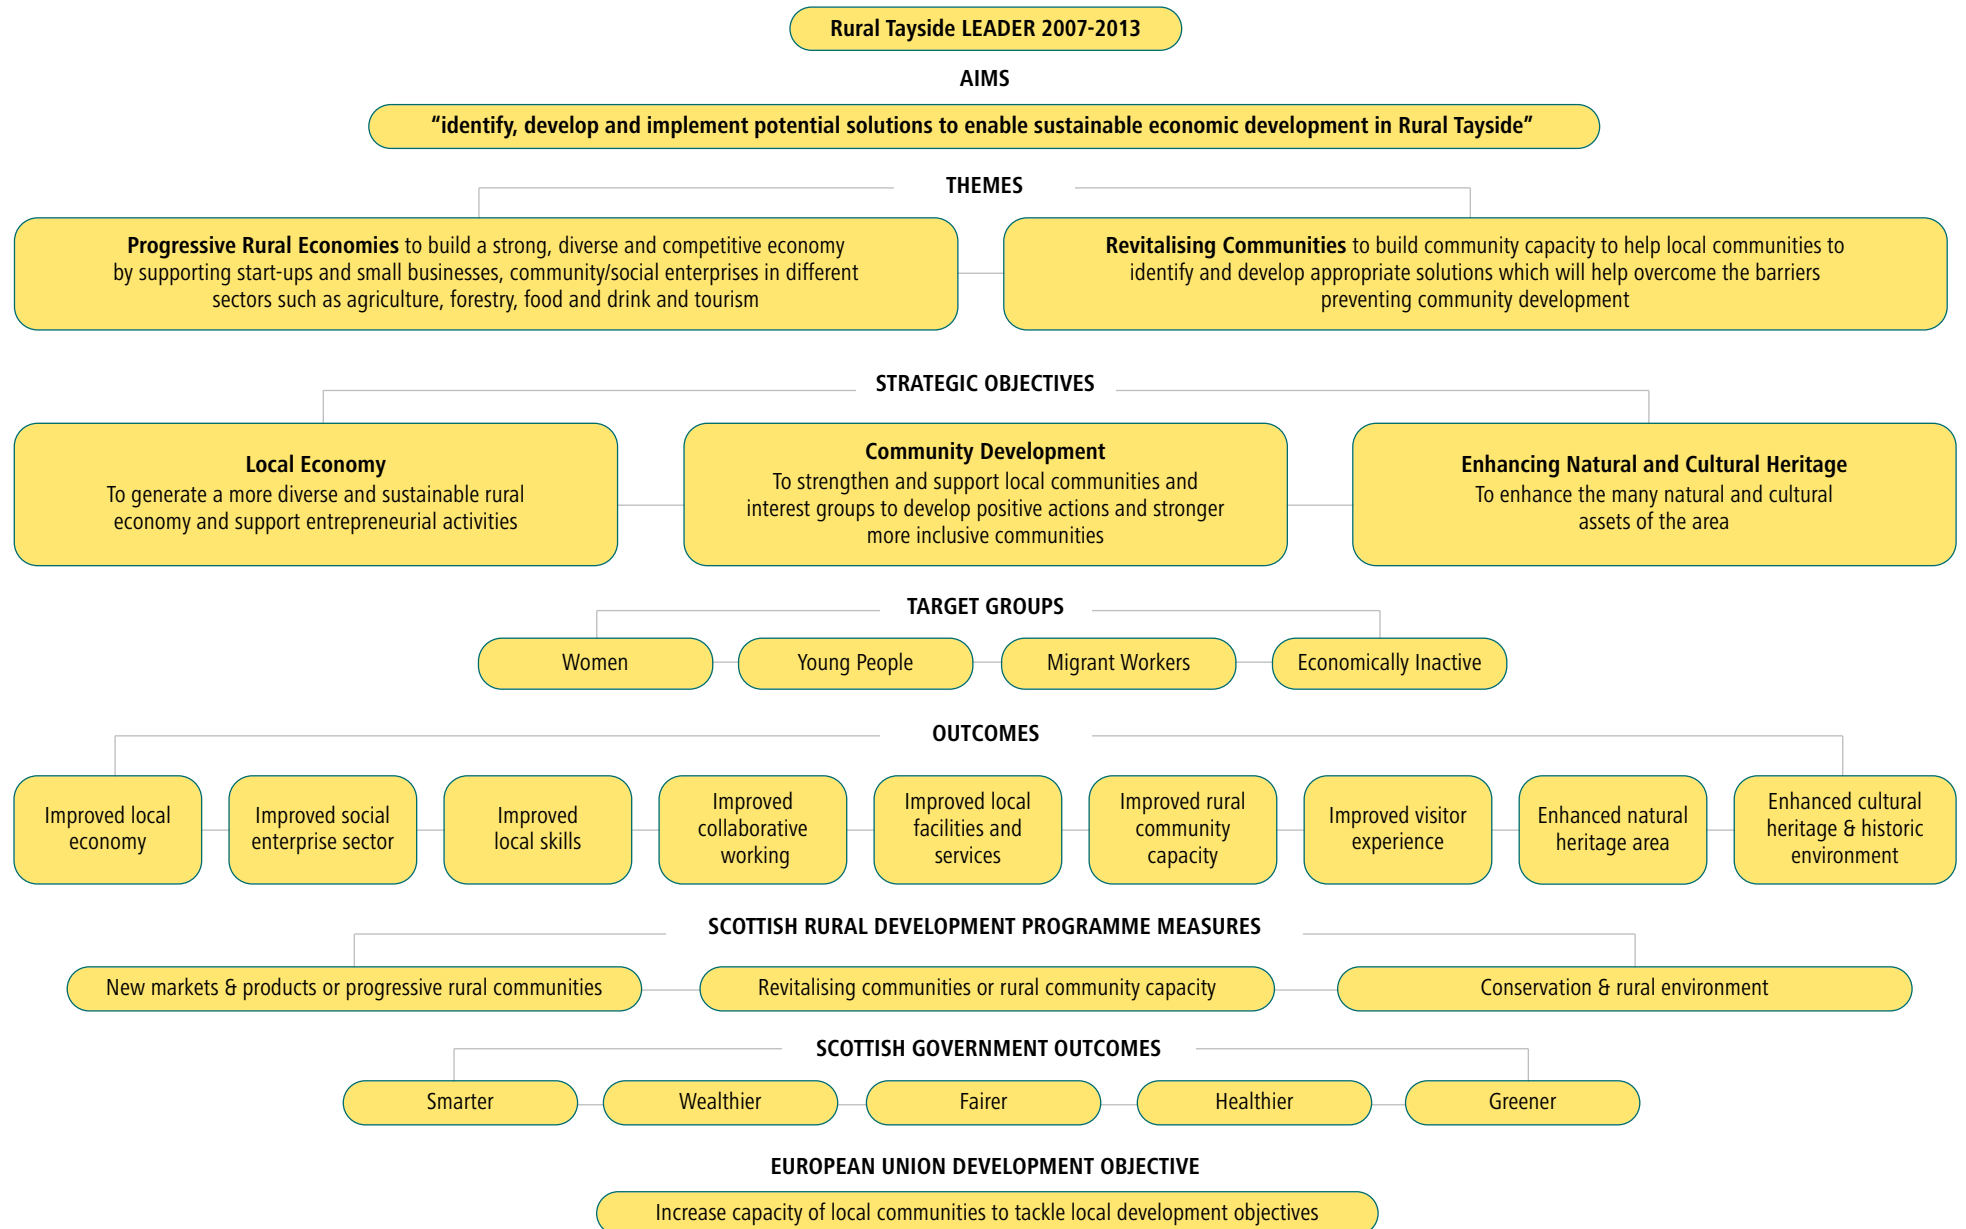 Rural Tayside LEADER 2007-2013
AIMS
“identify, develop and implement potential solutions to enable sustainable economic development in Rural Tayside”
THEMES
Progressive Rural Economies to build a strong, diverse and competitive economy
by supporting start-ups and small businesses, community/social enterprises in different
sectors such as agriculture, forestry, food and drink and tourism
Revitalising Communities to build community capacity to help local communities to
identify and develop appropriate solutions which will help overcome the barriers
preventing community development
STRATEGIC OBJECTIVES
Local Economy
To generate a more diverse and sustainable rural
economy and support entrepreneurial activities
Community Development
To strengthen and support local communities and
interest groups to develop positive actions and stronger
more inclusive communities
Enhancing Natural and Cultural Heritage
To enhance the many natural and cultural
assets of the area
TARGET GROUPS
Women
Young People
Migrant Workers
Economically Inactive
OUTCOMES
Improved local
economy
Improved social
enterprise sector
Improved
local skills
Improved
collaborative
working
Improved local
facilities and
services
Improved rural
community
capacity
Improved visitor
experience
Enhanced natural
heritage area
Enhanced cultural
heritage & historic
environment
SCOTTISH RURAL DEVELOPMENT PROGRAMME MEASURES
New markets & products or progressive rural communities
Revitalising communities or rural community capacity
Conservation & rural environment
SCOTTISH GOVERNMENT OUTCOMES
Smarter
Wealthier
Fairer
Healthier
Greener
EUROPEAN UNION DEVELOPMENT OBJECTIVE
Increase capacity of local communities to tackle local development objectives